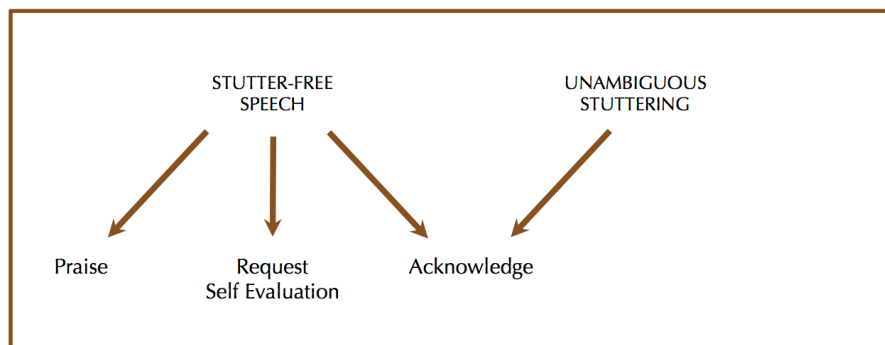 STUTTER-FREE
SPEECH
UNAMBIGUOUS
STUTTERING
Praise
Request
Self Evaluation
Acknowledge